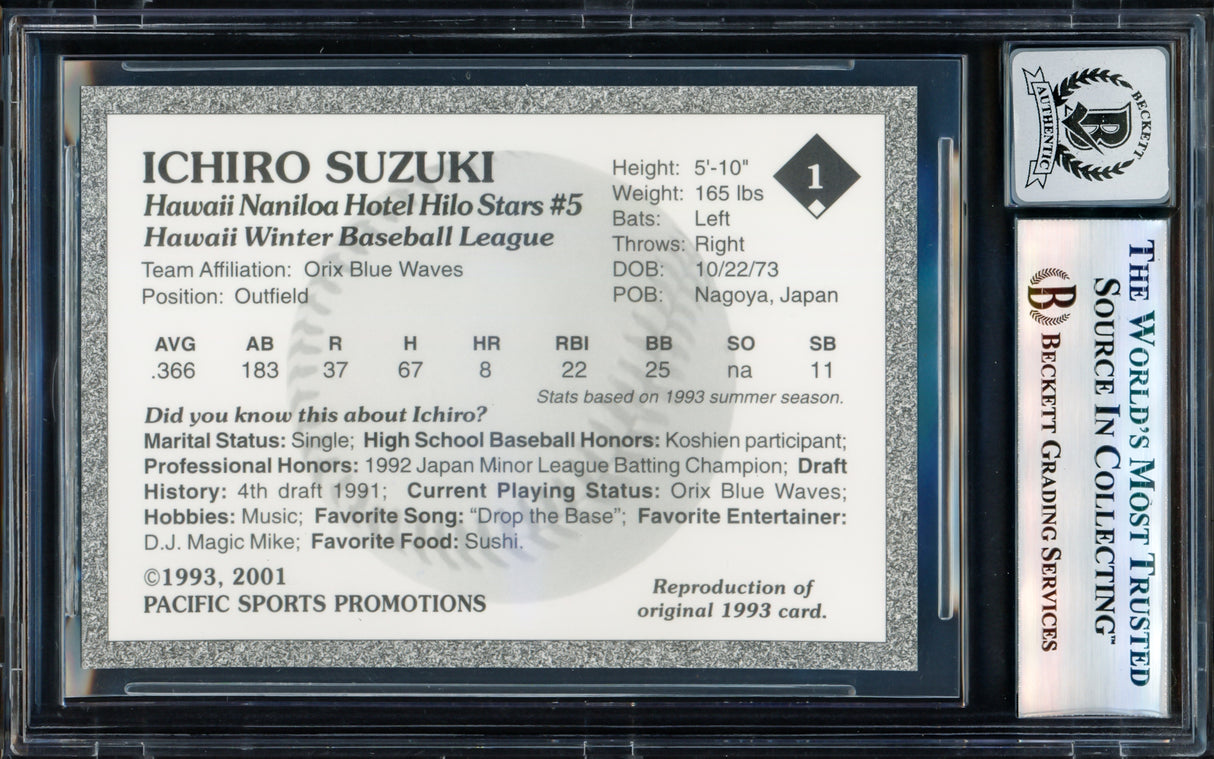 ICHIRO SUZUKI
Hawaii Naniloa Hotel Hilo Stars #5
Hawaii Winter Baseball League
Team Affiliation: Orix Blue Waves
Position: Outfield
Height: 5'-10"
Weight: 165 lbs
Bats: Left
Throws: Right
DOB: 10/22/73
POB: Nagoya, Japan
1
AVG AB R H HR RBI BB SO SB
.366 183 37 67 8 22 25 na 11
Stats based on 1993 summer season.
Did you know this about Ichiro?
Marital Status: Single; High School Baseball Honors: Koshien participant;
Professional Honors: 1992 Japan Minor League Batting Champion; Draft
History: 4th draft 1991; Current Playing Status: Orix Blue Waves;
Hobbies: Music; Favorite Song: “Drop the Base”; Favorite Entertainer:
D.J. Magic Mike; Favorite Food: Sushi.
©1993, 2001
PACIFIC SPORTS PROMOTIONS
Reproduction of
original 1993 card.
BECKETT
AUTHENTIC
B
THE WORLD'S MOST TRUSTED
SOURCE IN COLLECTING™
B BECKETT GRADING SERVICES